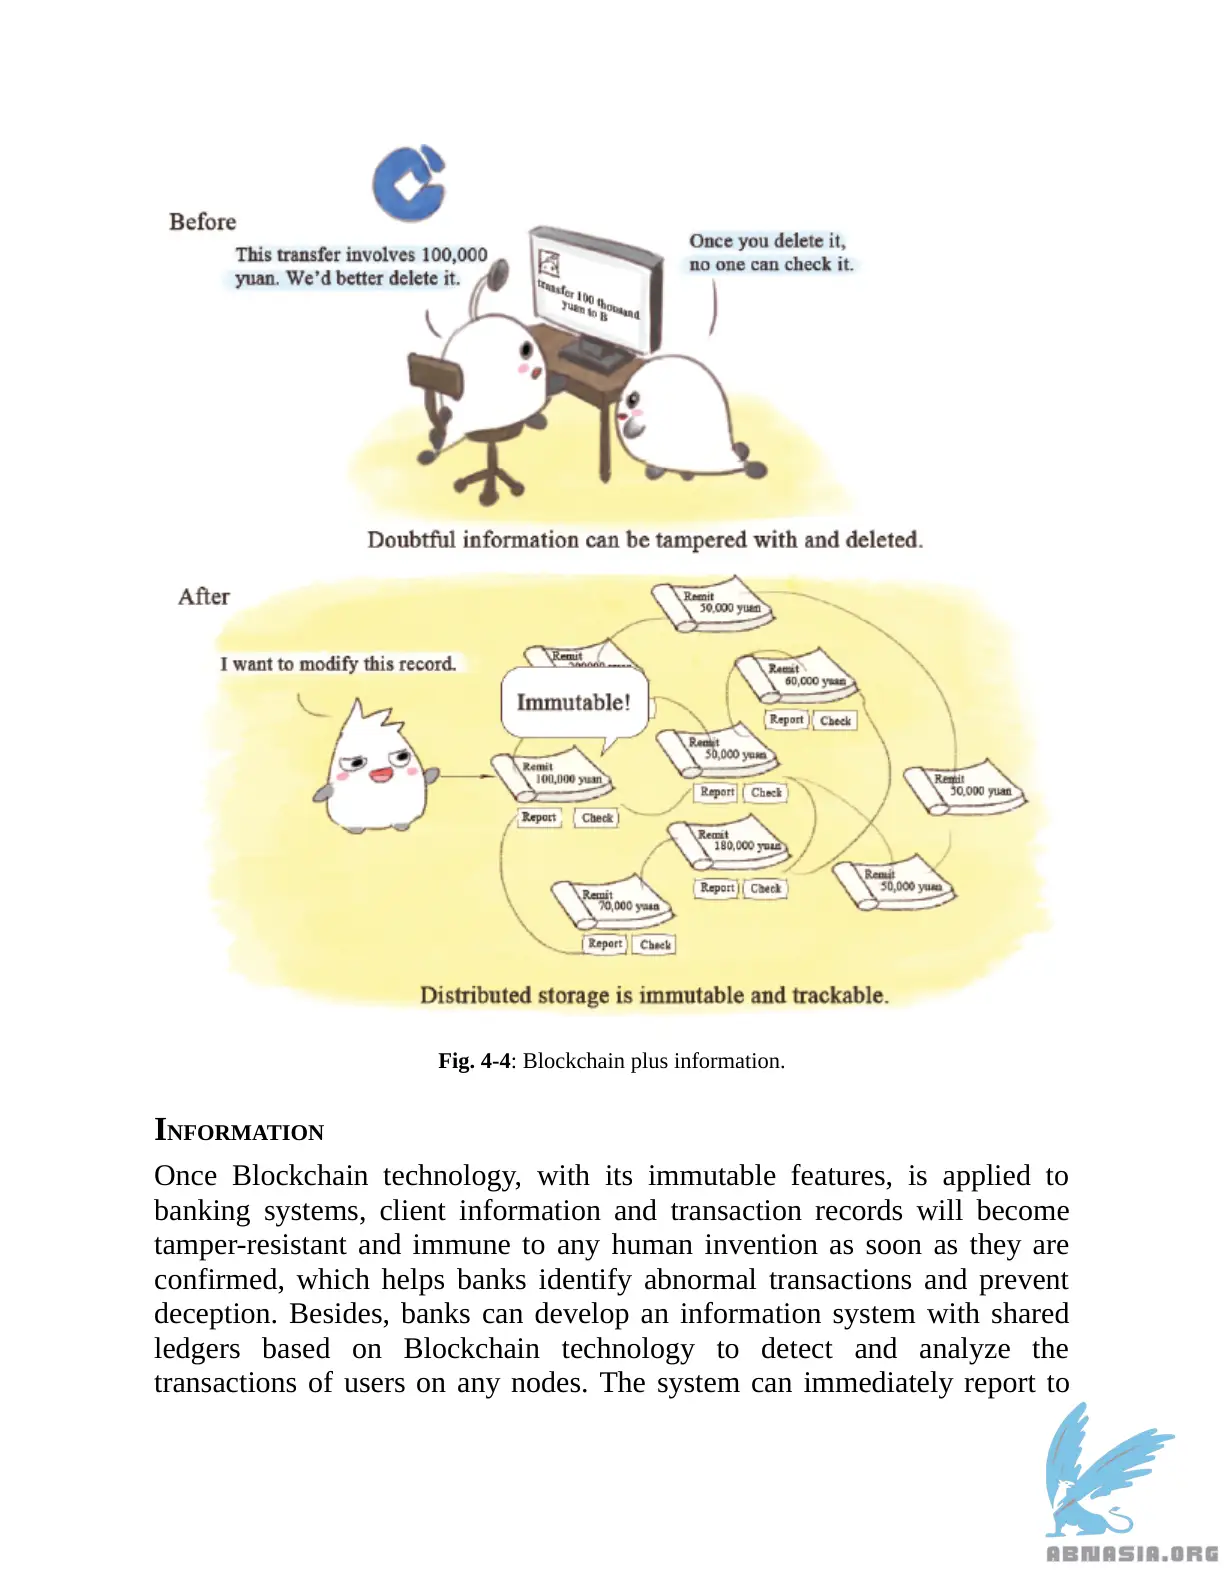 Before
This transfer involves 100,000
yuan. We'd better delete it.
Once you delete it,
no one can check it.
transfer 100 thousand
yuan to B
Doubtful information can be tampered with and deleted.
After
I want to modify this record.
Remit
50,000 yuan
Remit
Immutable!
Remit
60,000 yuan
Report Check
Remit
50,000 yuan
Report Check
Remit
100,000 yuan
Report Check
Remit
50,000 yuan
Remit
180,000 yuan
Report Check
Remit
50,000 yuan
Remit
70,000 yuan
Report Check
Distributed storage is immutable and trackable.
Fig. 4-4: Blockchain plus information.
INFORMATION
Once Blockchain technology, with its immutable features, is applied to
banking systems, client information and transaction records will become
tamper-resistant and immune to any human invention as soon as they are
confirmed, which helps banks identify abnormal transactions and prevent
deception. Besides, banks can develop an information system with shared
ledgers based on Blockchain technology to detect and analyze the
transactions of users on any nodes. The system can immediately report to
ABNASIA.ORG